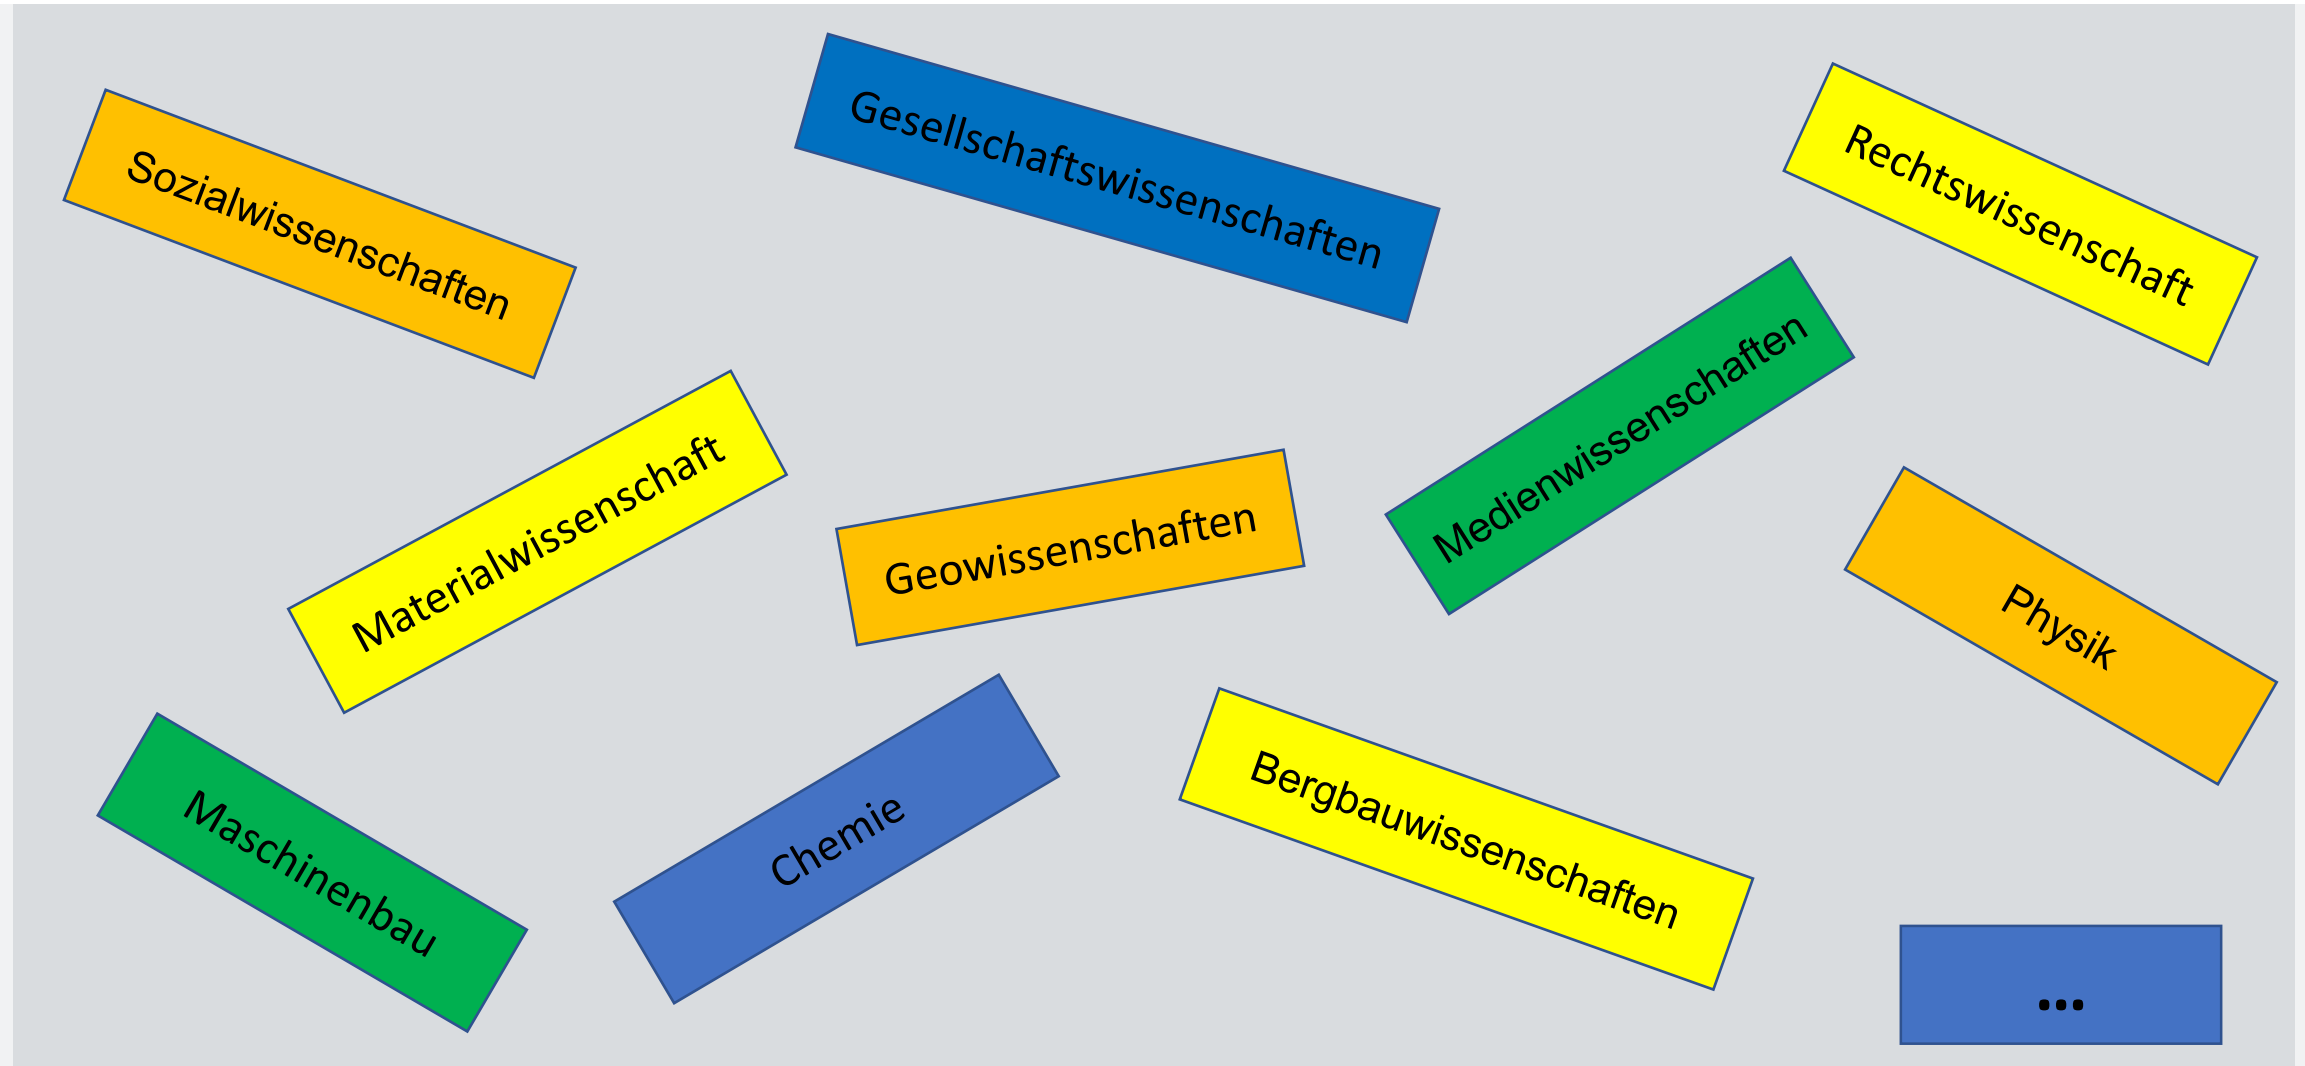 Sozialwissenschaften
Gesellschaftswissenschaften
Rechtswissenschaft
Materialwissenschaft
Geowissenschaften
Medienwissenschaften
Physik
Maschinenbau
Chemie
Bergbauwissenschaften
...